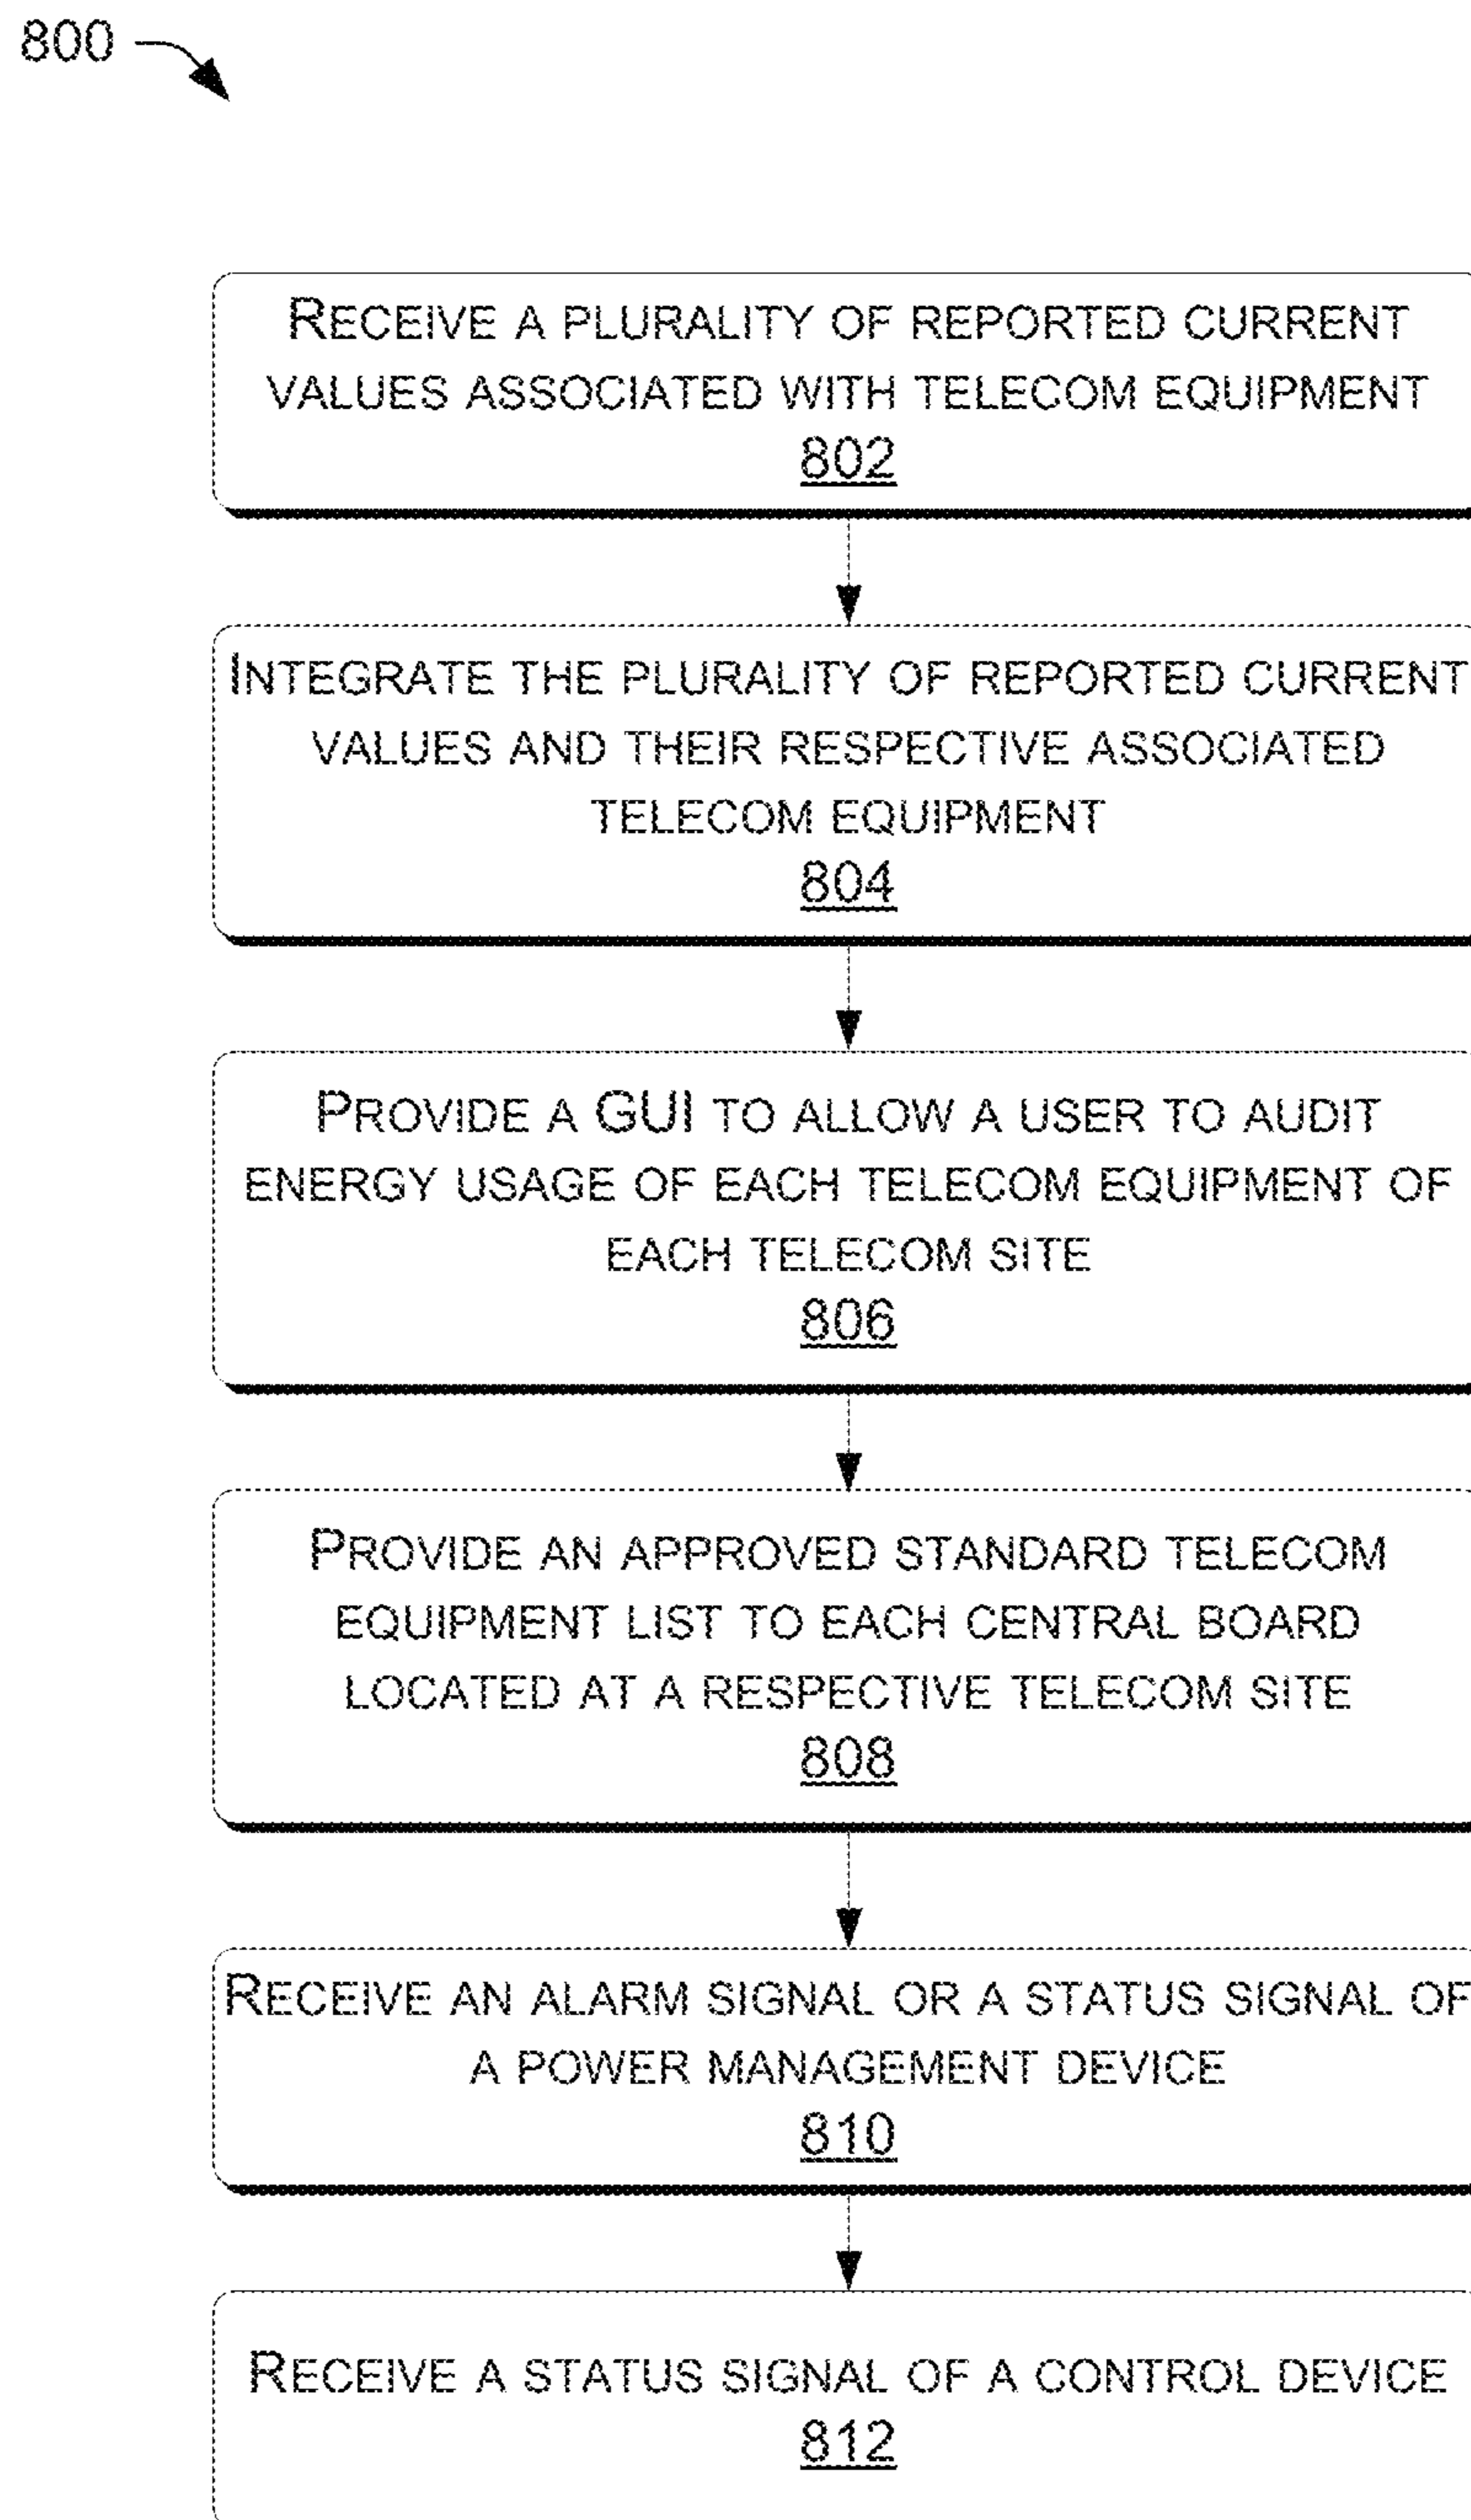 800
RECEIVE A PLURALITY OF REPORTED CURRENT
VALUES ASSOCIATED WITH TELECOM EQUIPMENT
802
INTEGRATE THE PLURALITY OF REPORTED CURRENT
VALUES AND THEIR RESPECTIVE ASSOCIATED
TELECOM EQUIPMENT
804
PROVIDE A GUI TO ALLOW A USER TO AUDIT
ENERGY USAGE OF EACH TELECOM EQUIPMENT OF
EACH TELECOM SITE
806
PROVIDE AN APPROVED STANDARD TELECOM
EQUIPMENT LIST TO EACH CENTRAL BOARD
LOCATED AT A RESPECTIVE TELECOM SITE
808
RECEIVE AN ALARM SIGNAL OR A STATUS SIGNAL OF
A POWER MANAGEMENT DEVICE
810
RECEIVE A STATUS SIGNAL OF A CONTROL DEVICE
812